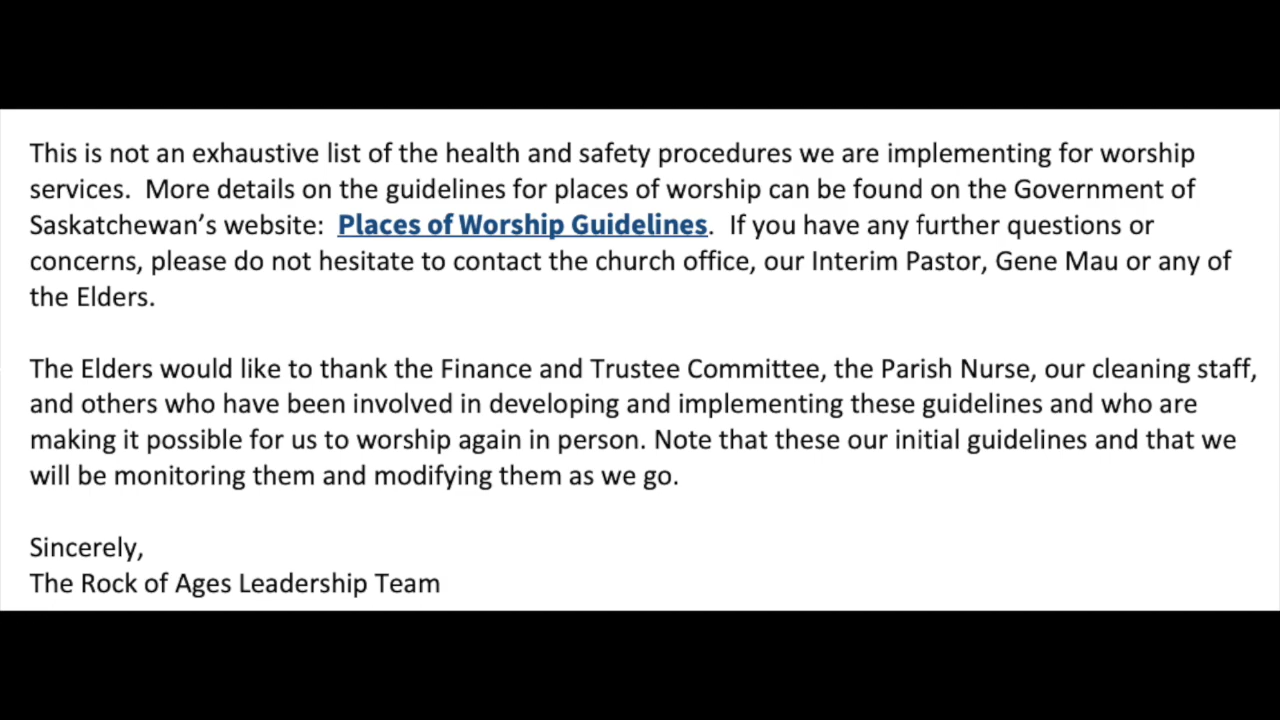 This is not an exhaustive list of the health and safety procedures we are implementing for worship
services.  More details on the guidelines for places of worship can be found on the Government of
Saskatchewan’s website:  Places of Worship Guidelines.  If you have any further questions or
concerns, please do not hesitate to contact the church office, our Interim Pastor, Gene Mau or any of
the Elders.

The Elders would like to thank the Finance and Trustee Committee, the Parish Nurse, our cleaning staff,
and others who have been involved in developing and implementing these guidelines and who are
making it possible for us to worship again in person. Note that these our initial guidelines and that we
will be monitoring them and modifying them as we go.

Sincerely,
The Rock of Ages Leadership Team